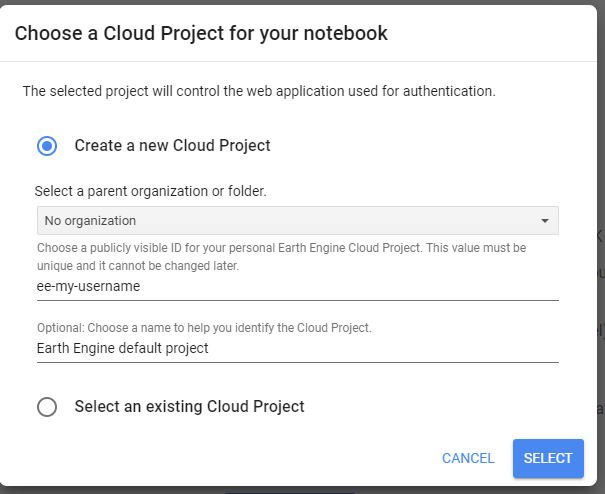 Choose a Cloud Project for your notebook
The selected project will control the web application used for authentication.
Create a new Cloud Project
Select a parent organization or folder.
No organization
Choose a publicly visible ID for your personal Earth Engine Cloud Project. This value must be
unique and it cannot be changed later.
ee-my-username
Optional: Choose a name to help you identify the Cloud Project.
Earth Engine default project
Select an existing Cloud Project
CANCEL SELECT